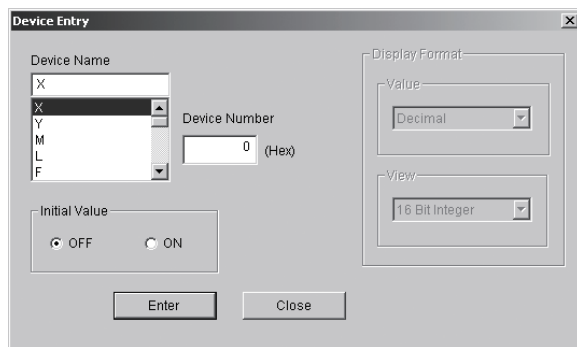 Device Entry
Device Name
X
X
Y
M
L
F
Device Number
0 (Hex)
Initial Value
OFF ON
Display Format
Value
Decimal
View
16 Bit Integer
Enter Close